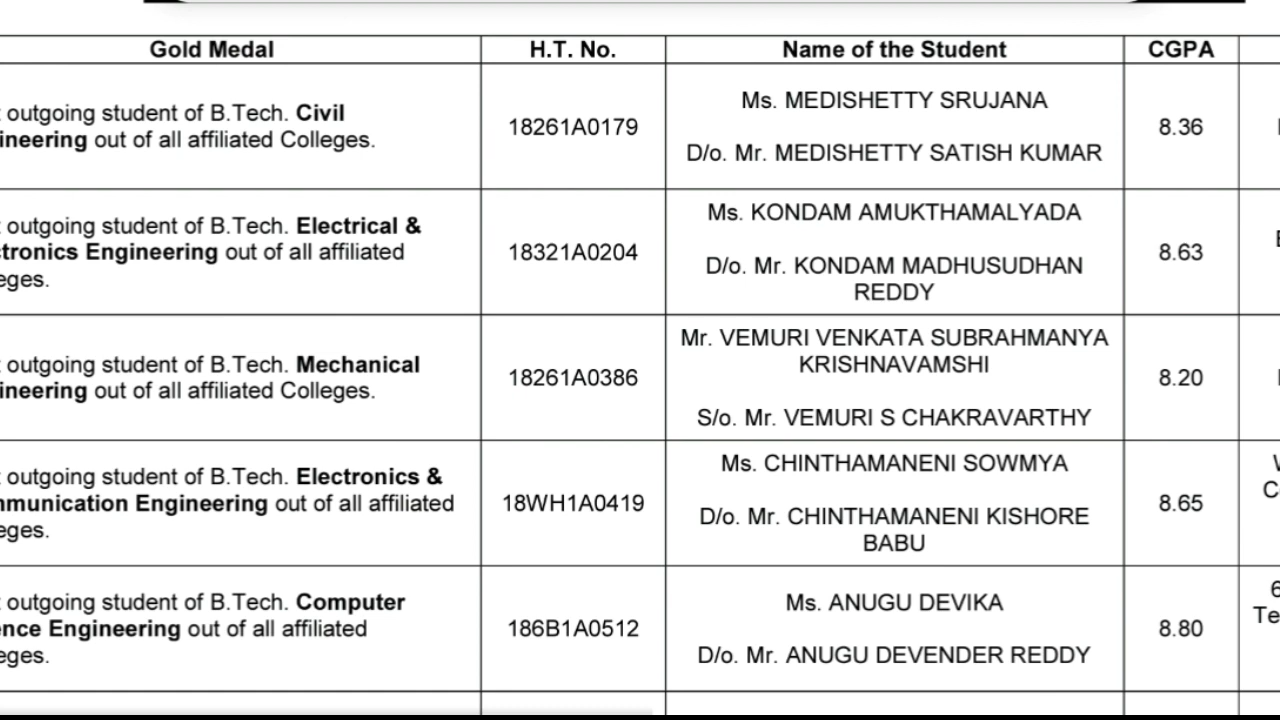 Gold Medal H.T. No. Name of the Student CGPA
outgoing student of B.Tech. Civil
ineering out of all affiliated Colleges.
18261A0179
Ms. MEDISHETTY SRUJANA
D/o. Mr. MEDISHETTY SATISH KUMAR
8.36
outgoing student of B.Tech. Electrical &
ctronics Engineering out of all affiliated
eges.
18321A0204
Ms. KONDAM AMUKTHAMALYADA
D/o. Mr. KONDAM MADHUSUDHAN
REDDY
8.63
outgoing student of B.Tech. Mechanical
ineering out of all affiliated Colleges.
18261A0386
Mr. VEMURI VENKATA SUBRAHMANYA
KRISHNAVAMSHI
S/o. Mr. VEMURI S CHAKRAVARTHY
8.20
outgoing student of B.Tech. Electronics &
mmunication Engineering out of all affiliated
eges.
18WH1A0419
Ms. CHINTHAMANENI SOWMYA
D/o. Mr. CHINTHAMANENI KISHORE
BABU
8.65
outgoing student of B.Tech. Computer
ence Engineering out of all affiliated
eges.
186B1A0512
Ms. ANUGU DEVIKA
D/o. Mr. ANUGU DEVENDER REDDY
8.80
6
Te